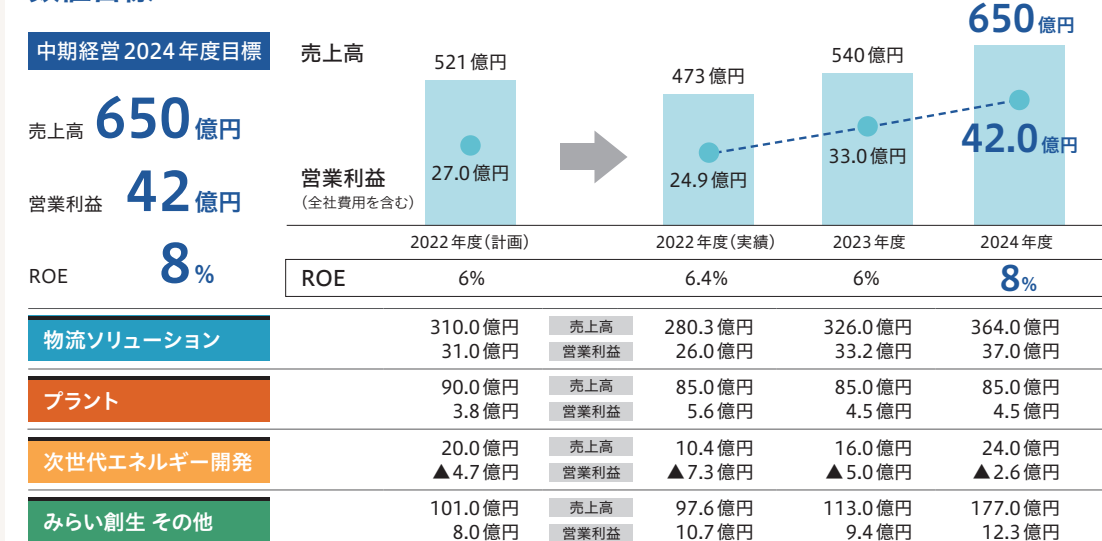 中期経営2024年度目標
売上高 650億円
営業利益 42億円
ROE 8%
売上高
営業利益
(全社費用を含む)
521億円
27.0億円
473億円
24.9億円
540億円
33.0億円
650億円
42.0億円
2022年度(計画) 2022年度(実績) 2023年度 2024年度
ROE 6% 6.4% 6% 8%
物流ソリューション
310.0億円 売上高 280.3億円 326.0億円 364.0億円
31.0億円 営業利益 26.0億円 33.2億円 37.0億円
プラント
90.0億円 売上高 85.0億円 85.0億円 85.0億円
3.8億円 営業利益 5.6億円 4.5億円 4.5億円
次世代エネルギー開発
20.0億円 売上高 10.4億円 16.0億円 24.0億円
▲4.7億円 営業利益 ▲7.3億円 ▲5.0億円 ▲2.6億円
みらい創生 その他
101.0億円 売上高 97.6億円 113.0億円 177.0億円
8.0億円 営業利益 10.7億円 9.4億円 12.3億円